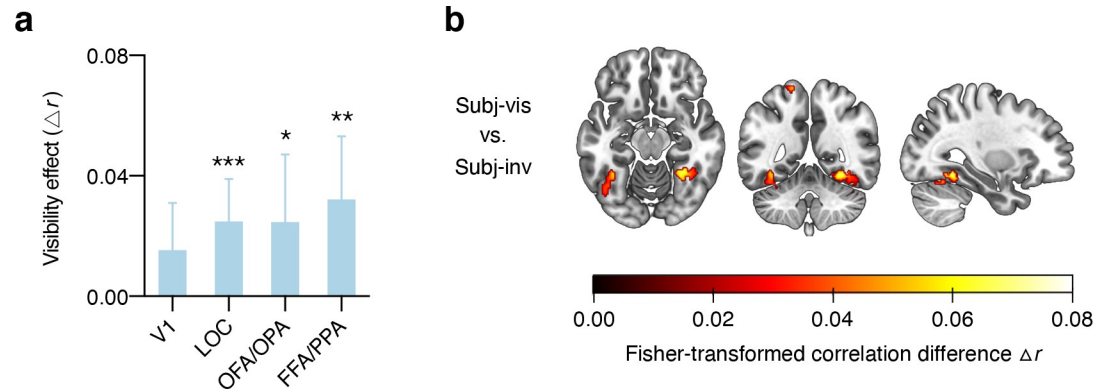 a
b
Visibility effect (△r)
0.08
0.04
0.00
***
*
**
V1
LOC
OFA/OPA
FFA/PPA
Subj-vis
vs.
Subj-inv
0.00 0.02 0.04 0.06 0.08
Fisher-transformed correlation difference △r